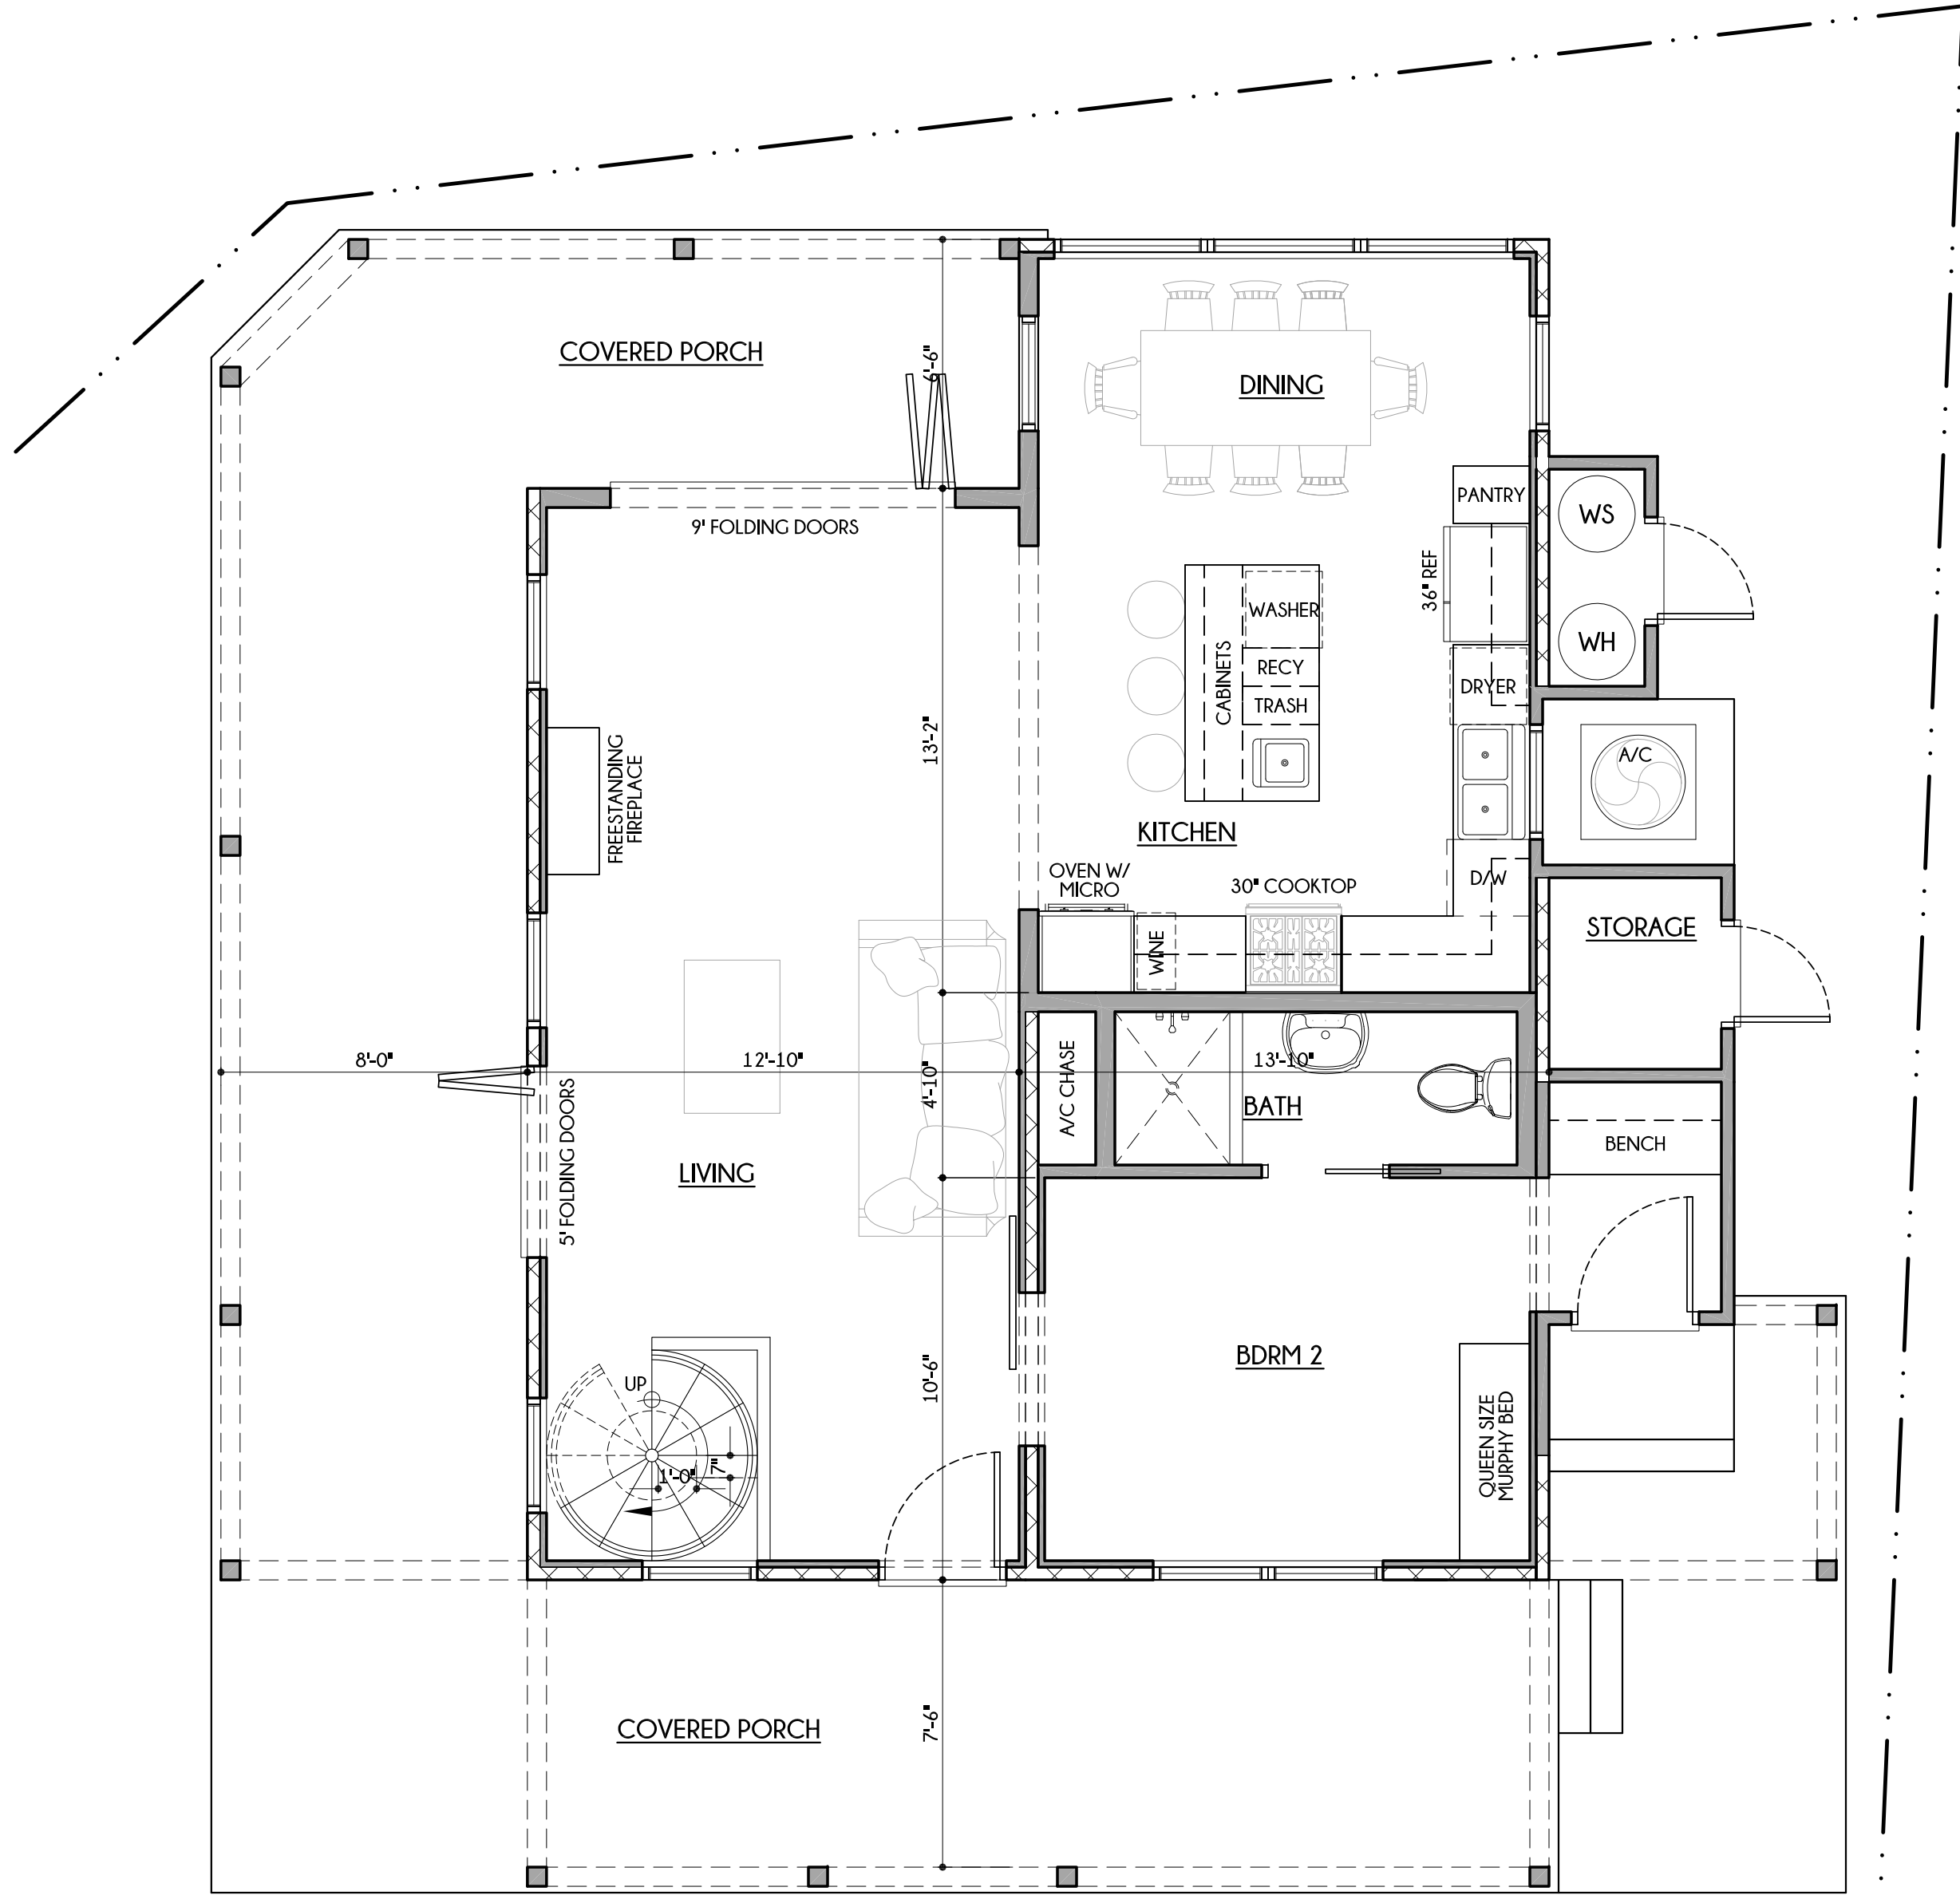 COVERED PORCH
6'-6"
DINING
9' FOLDING DOORS
PANTRY
WS
36" REF
WASHER
WH
RECY
CABINETS
DRYER
TRASH
13'-2"
A/C
FREESTANDING
FIREPLACE
KITCHEN
OVEN W/
MICRO
30" COOKTOP
D/W
WINE
STORAGE
8'-0"
12'-10"
4'-10"
A/C CHASE
13'-10"
BATH
BENCH
5' FOLDING DOORS
LIVING
BDRM 2
10'-6"
UP
1'-0"
7"
QUEEN SIZE
MURPHY BED
COVERED PORCH
7'-6"